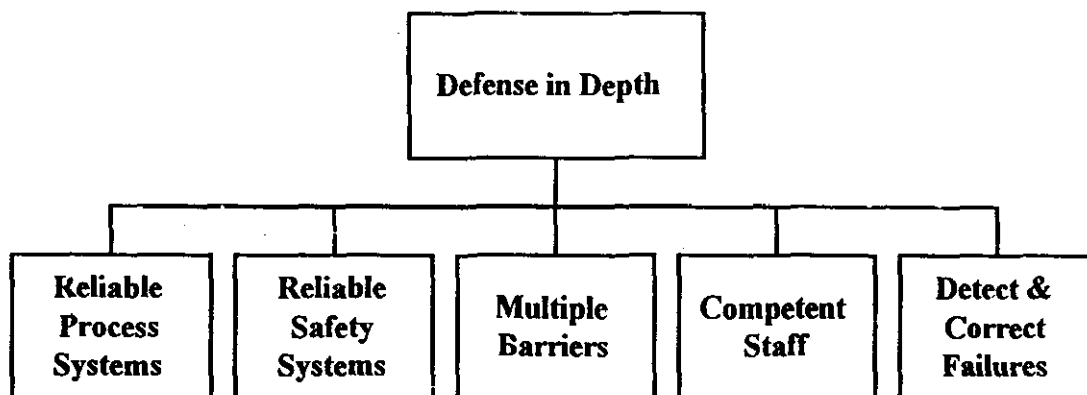 Defense in Depth
Reliable
Process
Systems
Reliable
Safety
Systems
Multiple
Barriers
Competent
Staff
Detect &
Correct
Failures